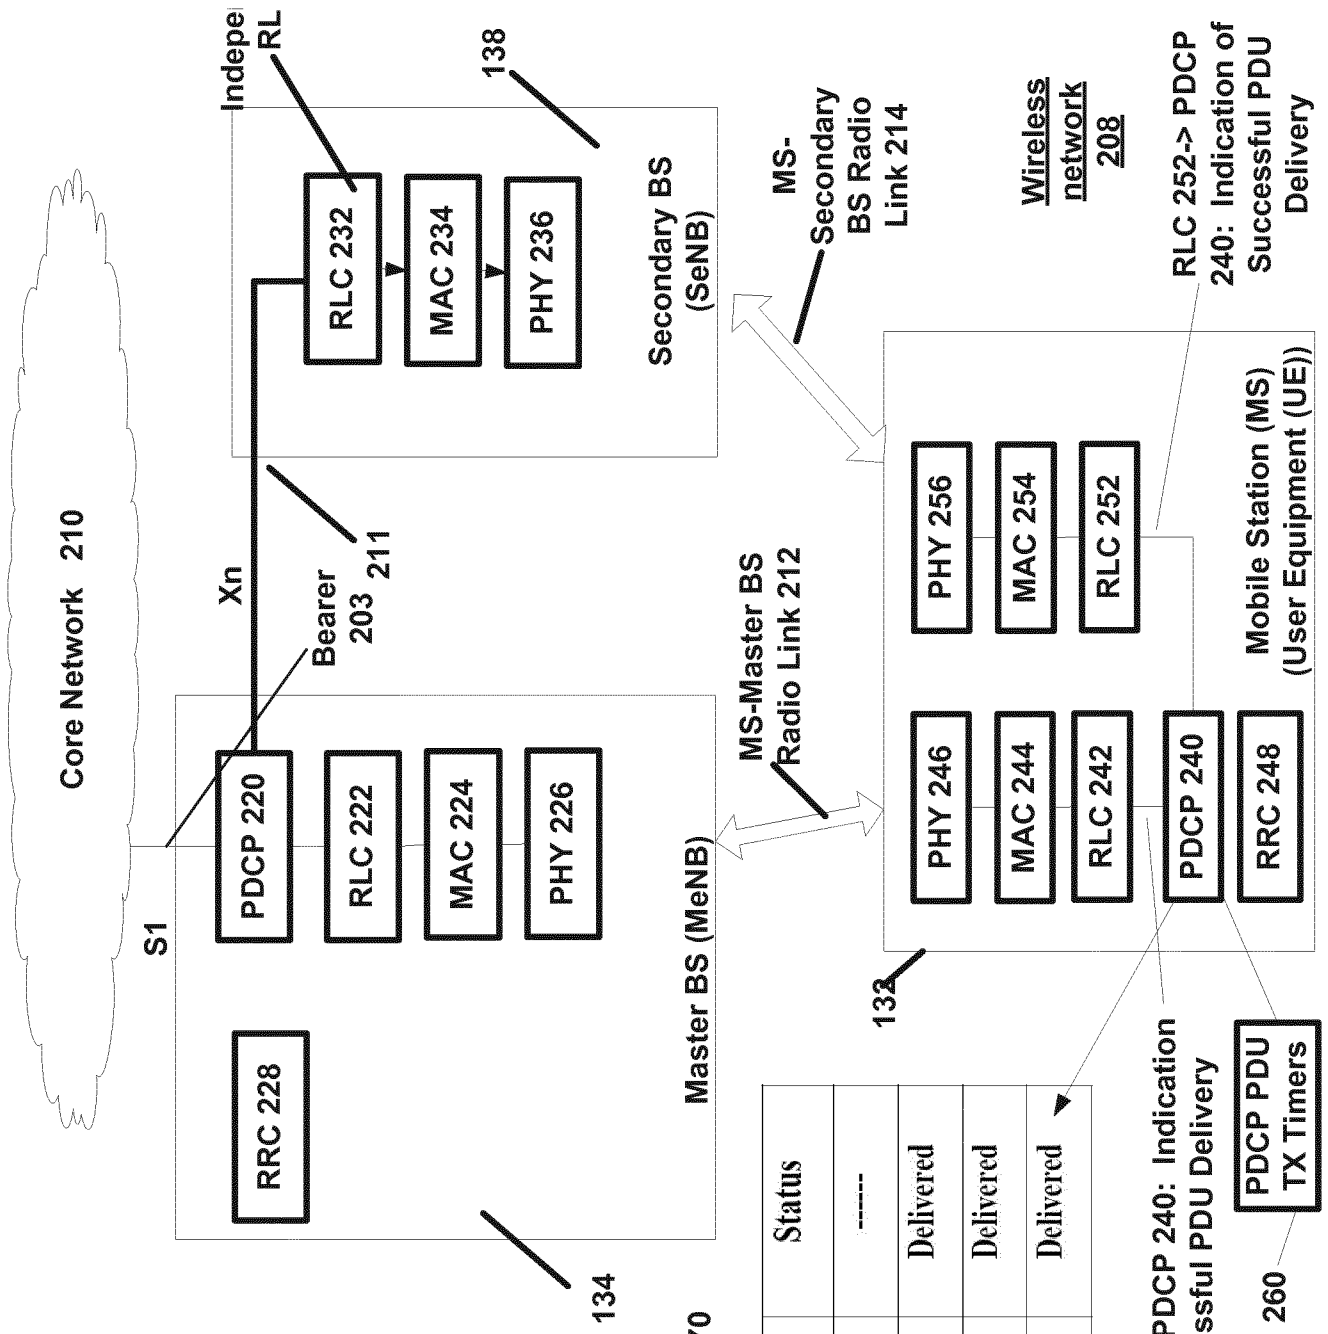 Core Network 210
S1
Xn
Bearer
203
211
Indepe
RL
138
RRC 228
PDCP 220
RLC 222
MAC 224
PHY 226
Master BS (MeNB)
134
RLC 232
MAC 234
PHY 236
Secondary BS
(SeNB)
MS-Master BS
Radio Link 212
MS-
Secondary
BS Radio
Link 214
Wireless
network
208
70
Status
------
Delivered
Delivered
Delivered
132
PHY 246
MAC 244
RLC 242
PDCP 240
RRC 248
PHY 256
MAC 254
RLC 252
Mobile Station (MS)
(User Equipment (UE))
RLC 252-> PDCP
240: Indication of
Successful PDU
Delivery
PDCP 240: Indication
ssful PDU Delivery
PDCP PDU
TX Timers
260